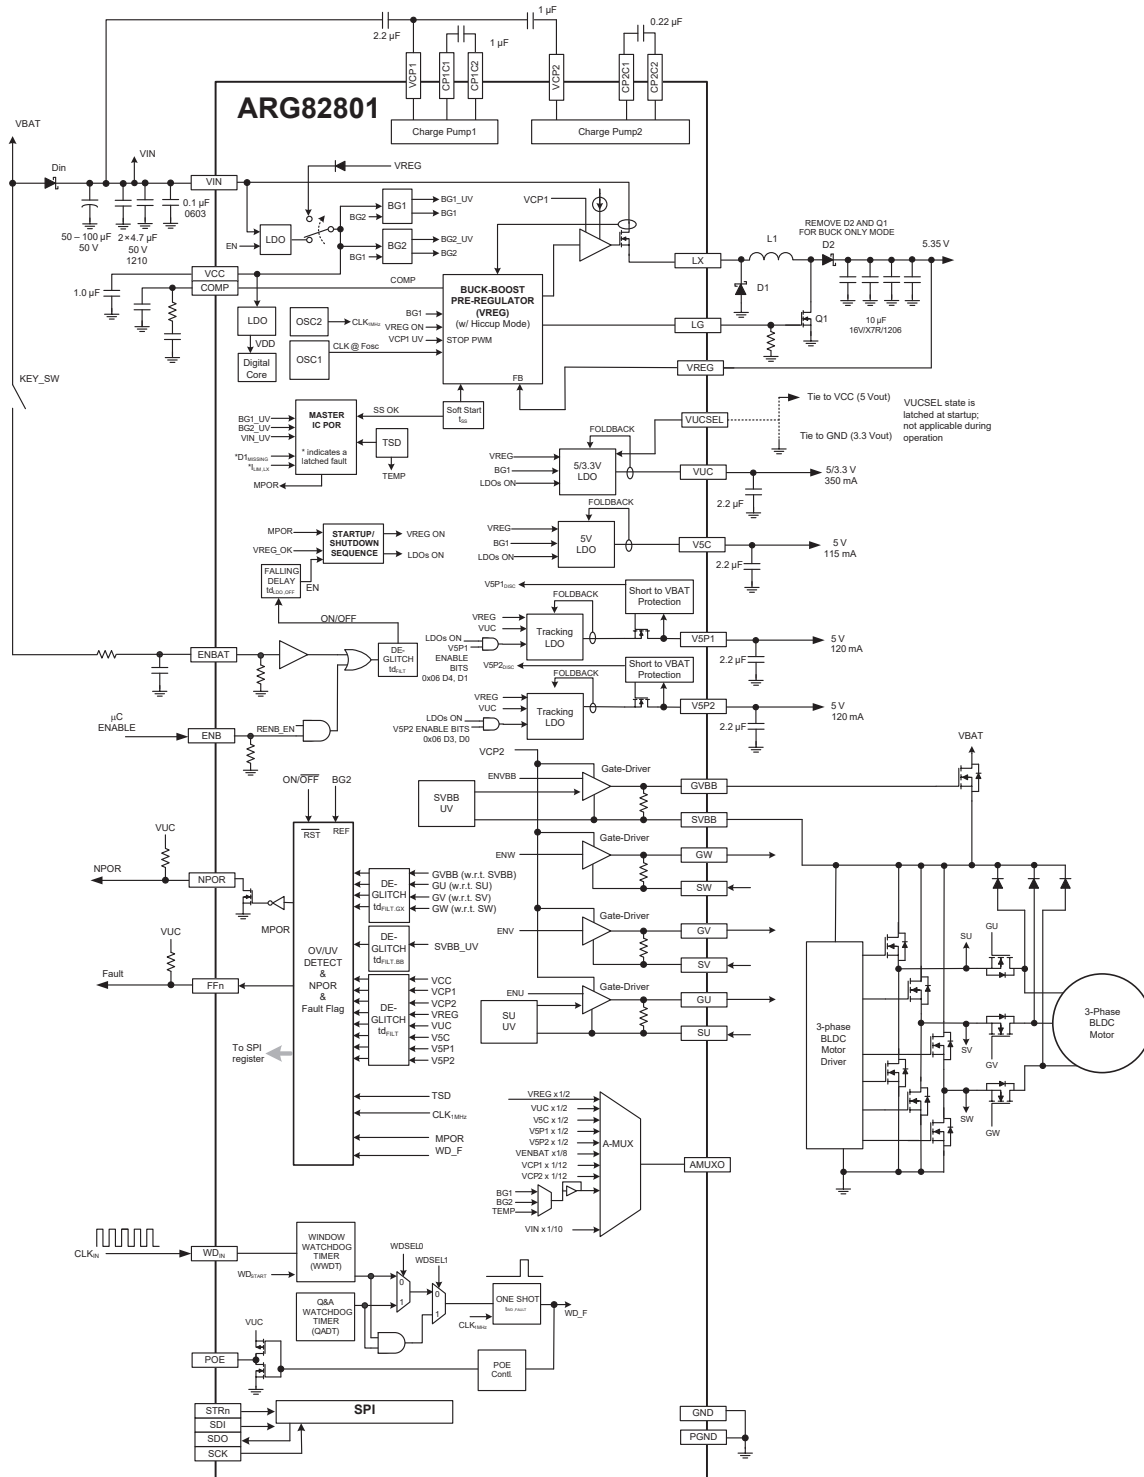 1 µF
2.2 µF
1 µF
0.22 µF
VCP1
CP1C1
CP1C2
VCP2
CP2C1
CP2C2
ARG82801
Charge Pump1
Charge Pump2
VBAT
Din
VIN
VIN
VREG
50 – 100 µF
50 V
2×4.7 µF
50 V
1210
0.1 µF
0603
EN
LDO
BG2
BG1
BG1_UV
BG1
BG1
BG2
BG2_UV
BG2
VCP1
REMOVE D2 AND Q1
FOR BUCK ONLY MODE
L1
D2
5.35 V
LX
D1
VCC
COMP
COMP
1.0 µF
BUCK-BOOST
PRE-REGULATOR
(VREG)
(w/ Hiccup Mode)
BG1
VREG ON
VCP1 UV
STOP PWM
FB
LDO
VDD
Digital
Core
OSC2
CLK1MHz
OSC1
CLK @ Fosc
LG
Q1
10 µF
16V/X7R/1206
VREG
KEY_SW
Soft Start
tSS
SS OK
BG1_UV
BG2_UV
VIN_UV
*D1MISSING
*ILIM,LX
MPOR
MASTER
IC POR
* indicates a
latched fault
TSD
TEMP
VUCSEL
Tie to VCC (5 Vout)
Tie to GND (3.3 Vout)
VUCSEL state is
latched at startup;
not applicable during
operation
FOLDBACK
VREG
BG1
LDOs ON
5/3.3V
LDO
VUC
5/3.3 V
350 mA
2.2 µF
FOLDBACK
VREG
BG1
LDOs ON
5V
LDO
V5C
5 V
115 mA
2.2 µF
MPOR
VREG_OK
STARTUP/
SHUTDOWN
SEQUENCE
VREG ON
LDOs ON
FALLING
DELAY
tdLDO_OFF
EN
ON/OFF
V5P1DISC
Short to VBAT
Protection
FOLDBACK
VREG
VUC
LDOs ON
V5P1
ENABLE
BITS
0x06 D4, D1
Tracking
LDO
V5P1
5 V
120 mA
2.2 µF
ENBAT
DE-
GLITCH
tdFILT
V5P2DISC
Short to VBAT
Protection
FOLDBACK
VREG
VUC
LDOs ON
V5P2 ENABLE BITS
0x06 D3, D0
Tracking
LDO
V5P2
5 V
120 mA
2.2 µF
µC
ENABLE
ENB
RENB_EN
VCP2
VBAT
ENVBB
Gate-Driver
GVBB
SVBB
UV
SVBB
ON/OFF
BG2
RST
REF
VUC
NPOR
NPOR
MPOR
VUC
Fault
FFn
To SPI
register
OV/UV
DETECT
&
NPOR
&
Fault Flag
DE-
GLITCH
tdFILT.GX
GVBB (w.r.t. SVBB)
GU (w.r.t. SU)
GV (w.r.t. SV)
GW (w.r.t. SW)
DE-
GLITCH
tdFILT.BB
SVBB_UV
DE-
GLITCH
tdFILT
VCC
VCP1
VCP2
VREG
VUC
V5C
V5P1
V5P2
TSD
CLK1MHz
MPOR
WD_F
ENW
Gate-Driver
GW
SW
ENV
Gate-Driver
GV
SV
ENU
Gate-Driver
GU
SU
UV
SU
3-phase
BLDC
Motor
Driver
SU
GU
SV
GV
SW
GW
3-Phase
BLDC
Motor
VREG x 1/2
VUC x 1/2
V5C x 1/2
V5P1 x 1/2
V5P2 x 1/2
VENBAT x1/8
VCP1 x 1/12
VCP2 x 1/12
BG1
BG2
TEMP
VIN x 1/10
A-MUX
AMUXO
CLKIN
WDIN
WINDOW
WATCHDOG
TIMER
(WWDT)
WDSTART
Q&A
WATCHDOG
TIMER
(QADT)
WDSEL0
WDSEL1
0
1
0
1
ONE SHOT
tWD_FAULT
CLK1MHz
WD_F
VUC
POE
POE
Contl.
STRn
SDI
SDO
SCK
SPI
GND
PGND